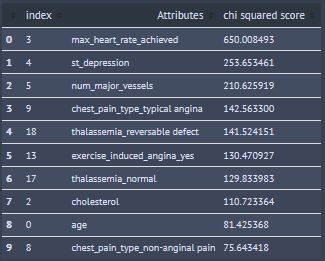 index Attributes chi squared score
0 3 max_heart_rate_achieved 650.008493
1 4 st_depression 253.653461
2 5 num_major_vessels 210.625919
3 9 chest_pain_type_typical angina 142.563300
4 18 thalassemia_reversable defect 141.524151
5 13 exercise_induced_angina_yes 130.470927
6 17 thalassemia_normal 129.833983
7 2 cholesterol 110.723364
8 0 age 81.425368
9 8 chest_pain_type_non-anginal pain 75.643418